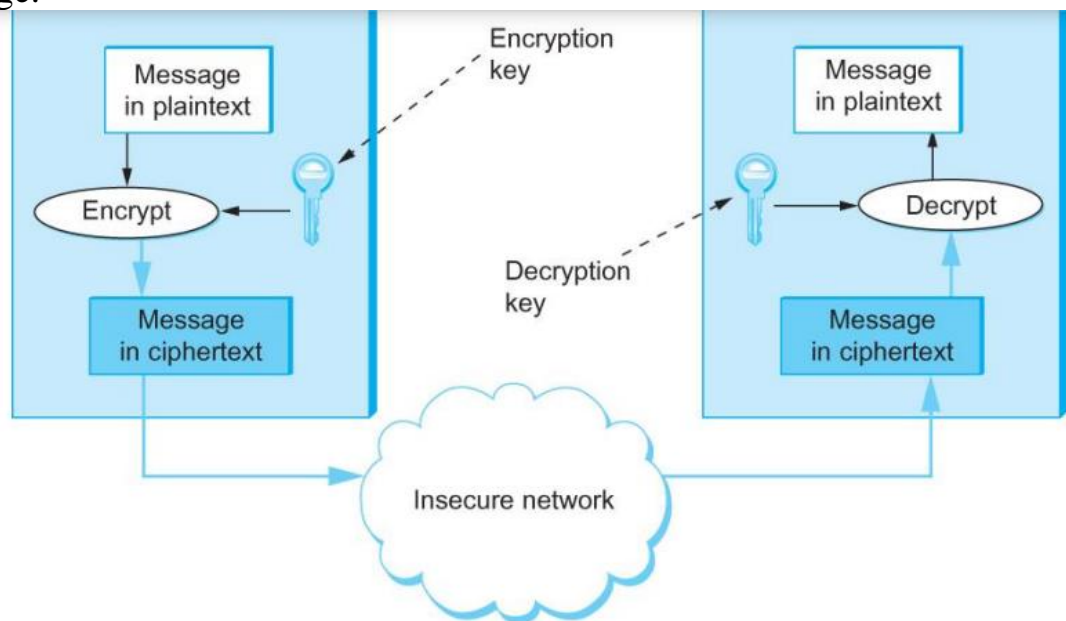 Encryption
key
Message
in plaintext
Encrypt
Message
in ciphertext
Decryption
key
Insecure network
Message
in plaintext
Decrypt
Message
in ciphertext